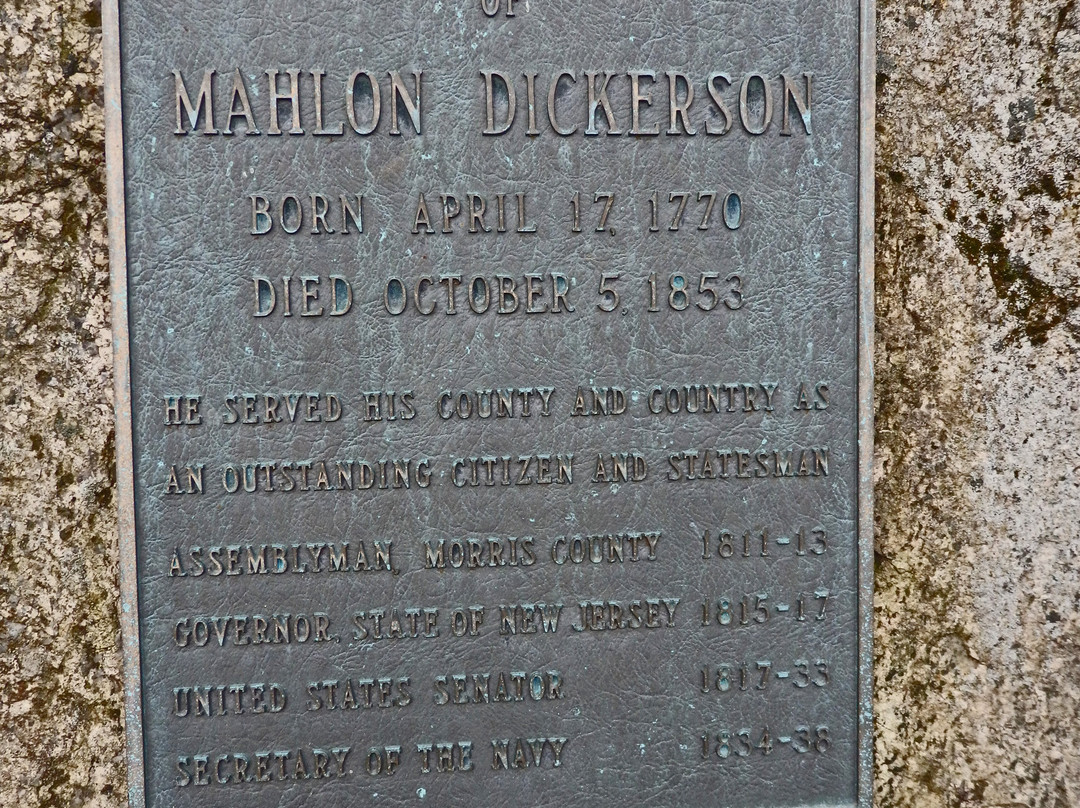 OF
MAHLON DICKERSON
BORN APRIL 17, 1770
DIED OCTOBER 5, 1853
HE SERVED HIS COUNTY AND COUNTRY AS
AN OUTSTANDING CITIZEN AND STATESMAN
ASSEMBLYMAN, MORRIS COUNTY 1811-13
GOVERNOR, STATE OF NEW JERSEY 1815-17
UNITED STATES SENATOR 1817-33
SECRETARY OF THE NAVY 1834-38